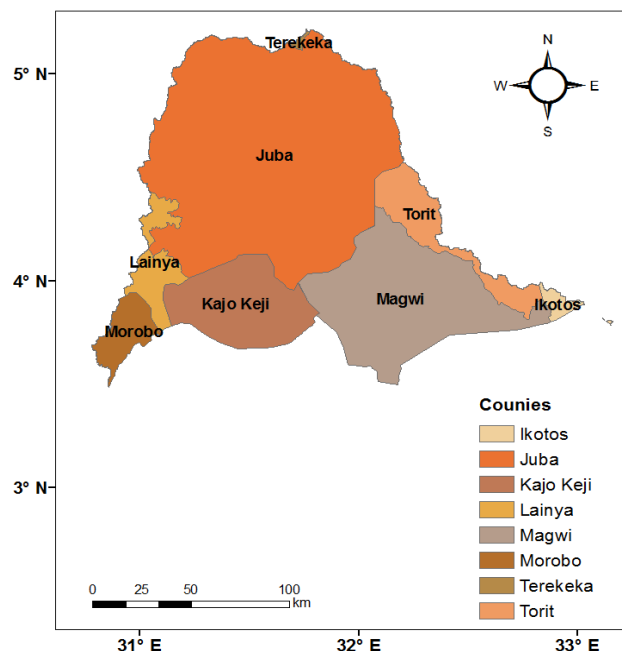 Terekeka
N
5° N
W E
S
Juba
Torit
Lainya
4° N
Kajo Keji
Magwi
Ikotos
Morobo
Counies
Ikotos
Juba
3° N
Kajo Keji
Lainya
Magwi
Morobo
Terekeka
Torit
0 25 50 100
km
31° E 32° E 33° E